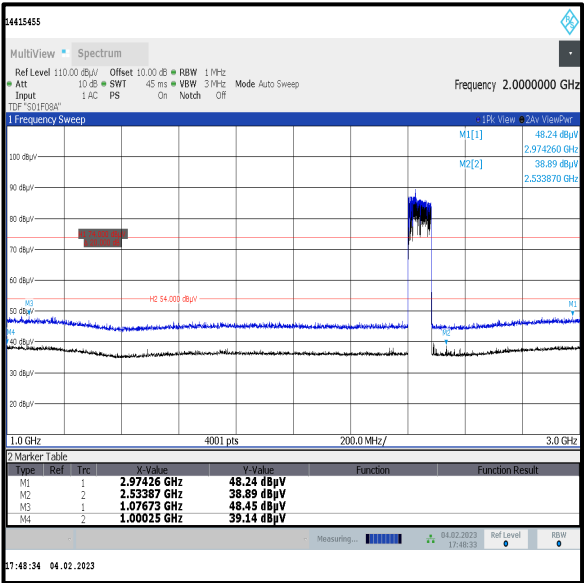 14415455
MultiView Spectrum
Ref Level 110.00 dBµV Offset 10.00 dB RBW 1 MHz
Att 10 dB SWT 45 ms VBW 3 MHz Mode Auto Sweep Frequency 2.0000000 GHz
Input 1 AC PS On Notch Off
TDF "S01F08A"
1 Frequency Sweep 1Pk View 2Av ViewPwr
M1[1] 48.24 dBµV
2.974260 GHz
M2[2] 38.89 dBµV
2.533870 GHz
100 dBµV
90 dBµV
80 dBµV
70 dBµV
60 dBµV
H2 54.000 dBµV
M3 M1
50 dBµV
M4 M2
40 dBµV
30 dBµV
20 dBµV
1.0 GHz 4001 pts 200.0 MHz/ 3.0 GHz
2 Marker Table
Type Ref Trc X-Value Y-Value Function Function Result
M1 1 2.97426 GHz 48.24 dBµV
M2 2 2.53387 GHz 38.89 dBµV
M3 1 1.07673 GHz 48.45 dBµV
M4 2 1.00025 GHz 39.14 dBµV
Measuring... 04.02.2023 Ref Level RBW
17:48:33
17:48:34 04.02.2023